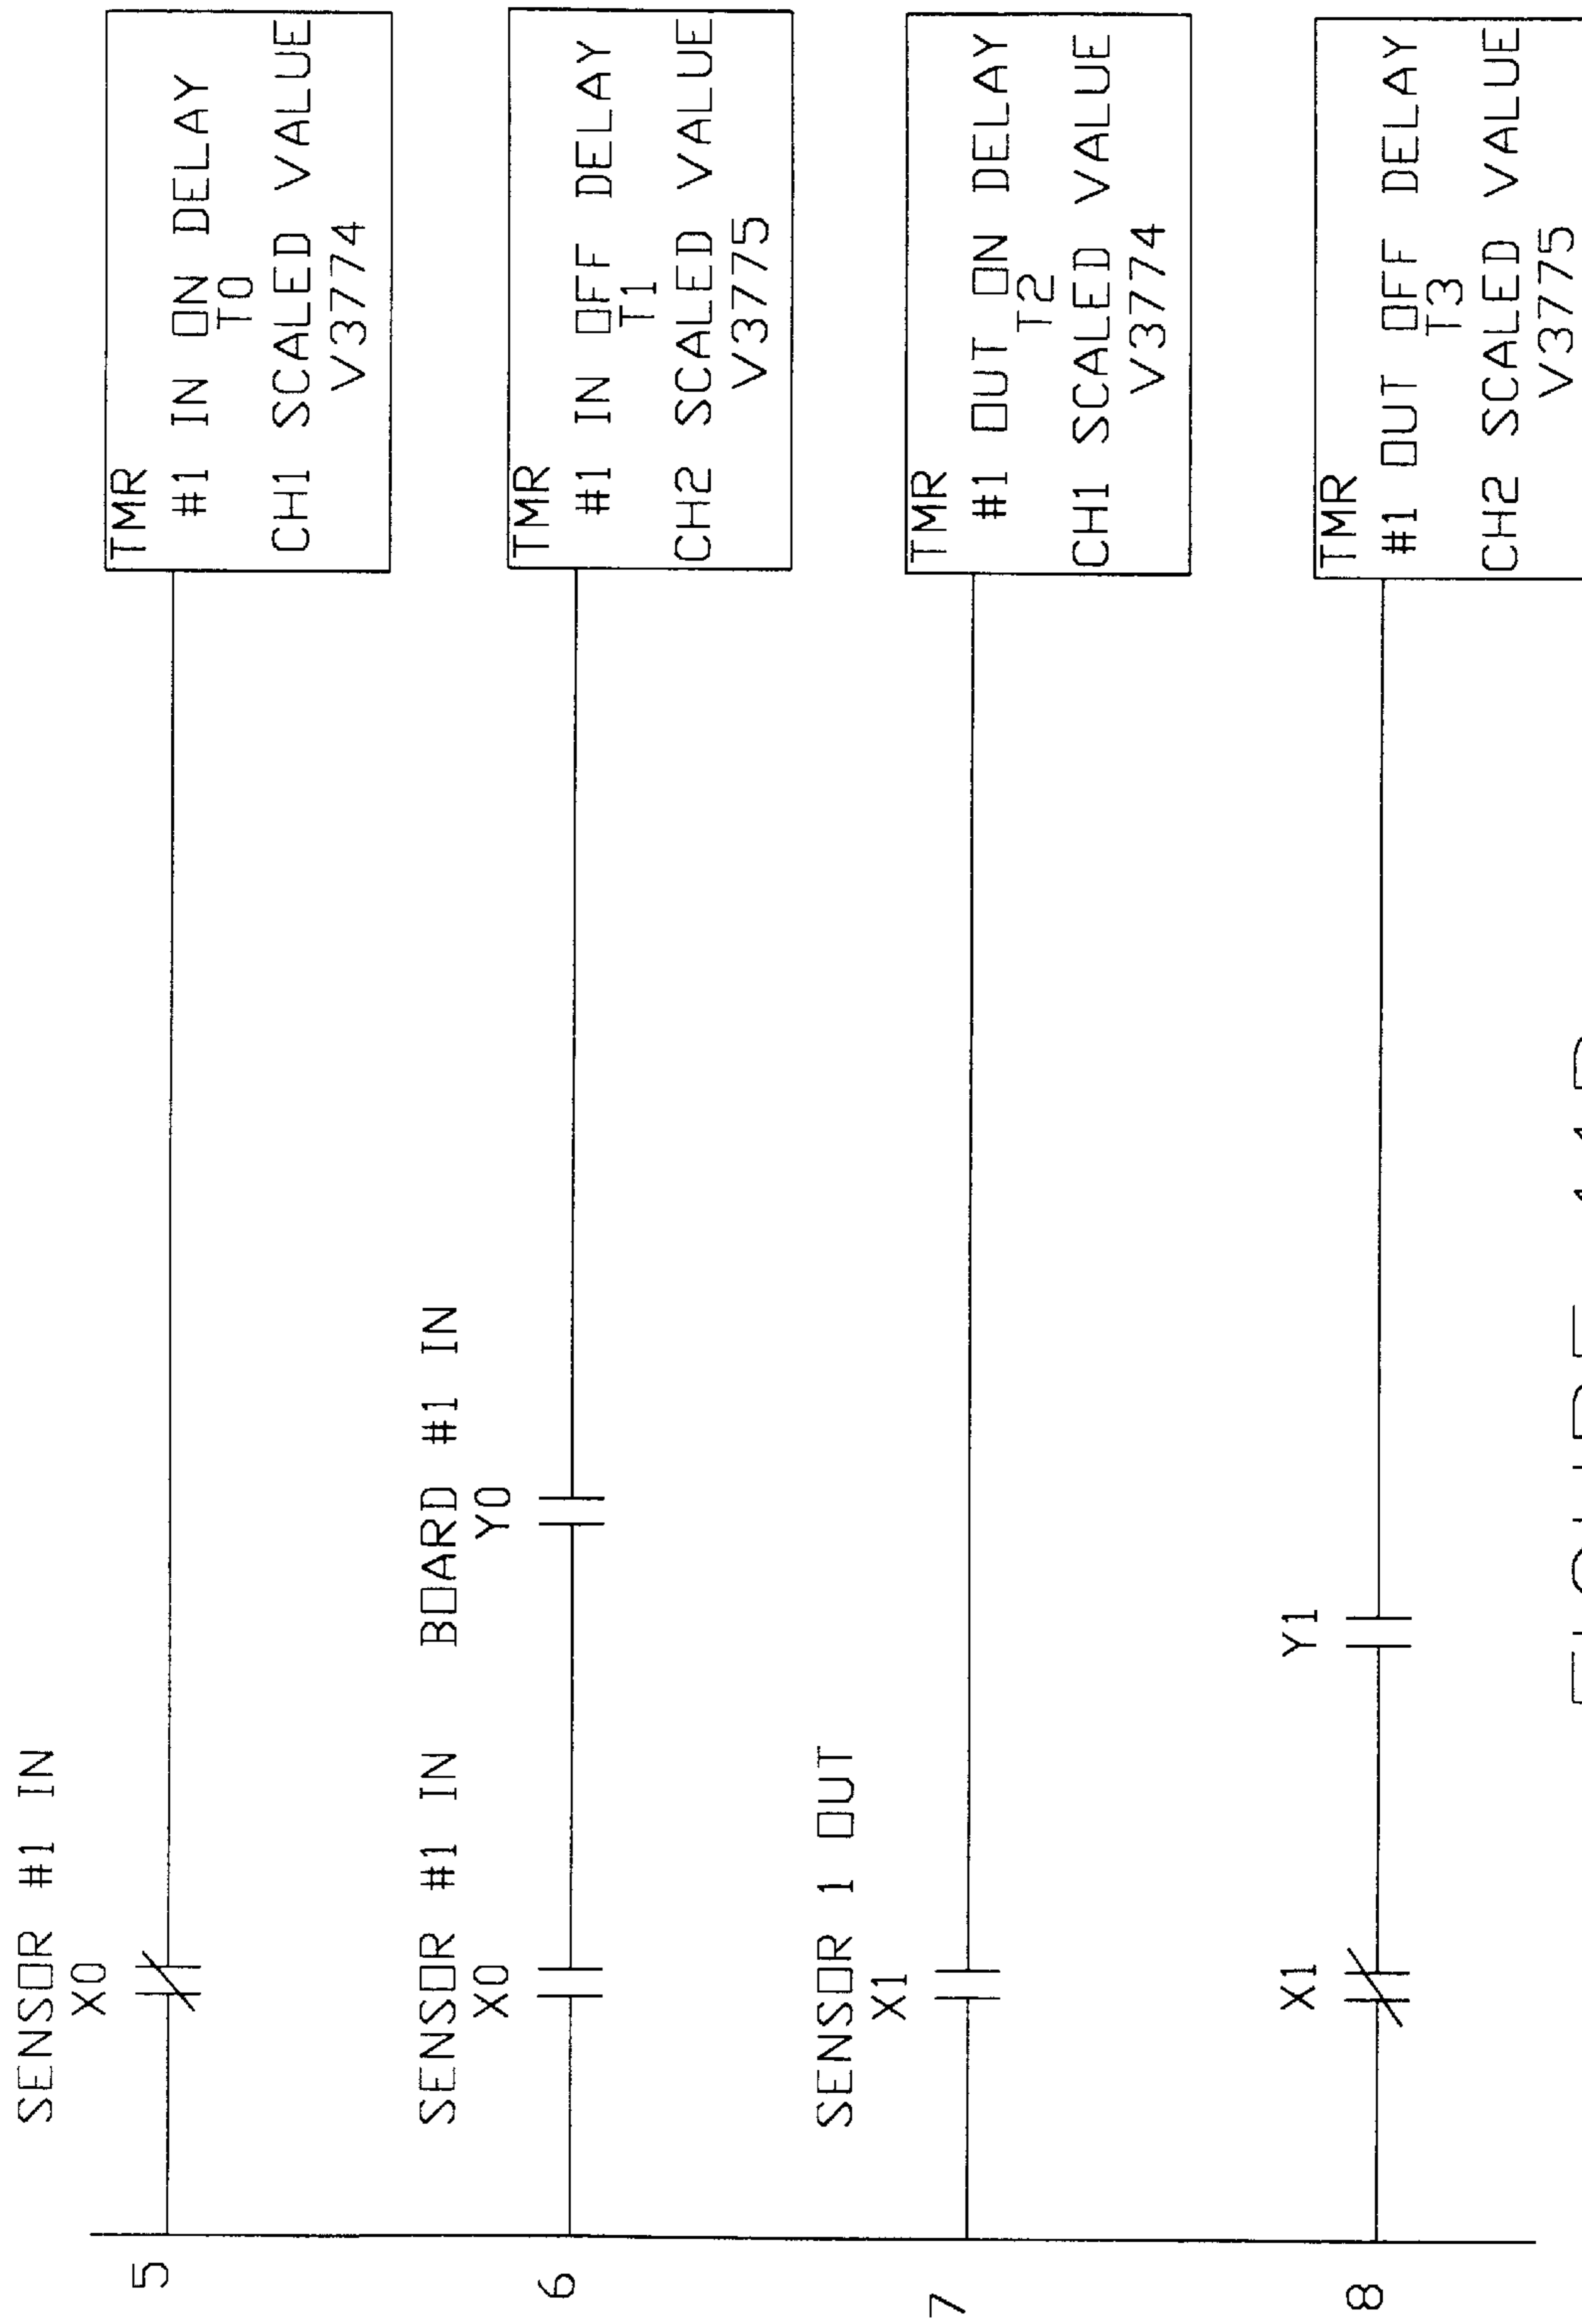 SENSOR #1 IN
X0
5
TMR
#1 IN ON DELAY
T0
CH1 SCALED VALUE
V3774
SENSOR #1 IN BOARD #1 IN
X0 Y0
6
TMR
#1 IN OFF DELAY
T1
CH2 SCALED VALUE
V3775
SENSOR 1 OUT
X1
7
TMR
#1 OUT ON DELAY
T2
CH1 SCALED VALUE
V3774
X1 Y1
8
TMR
#1 OUT OFF DELAY
T3
CH2 SCALED VALUE
V3775